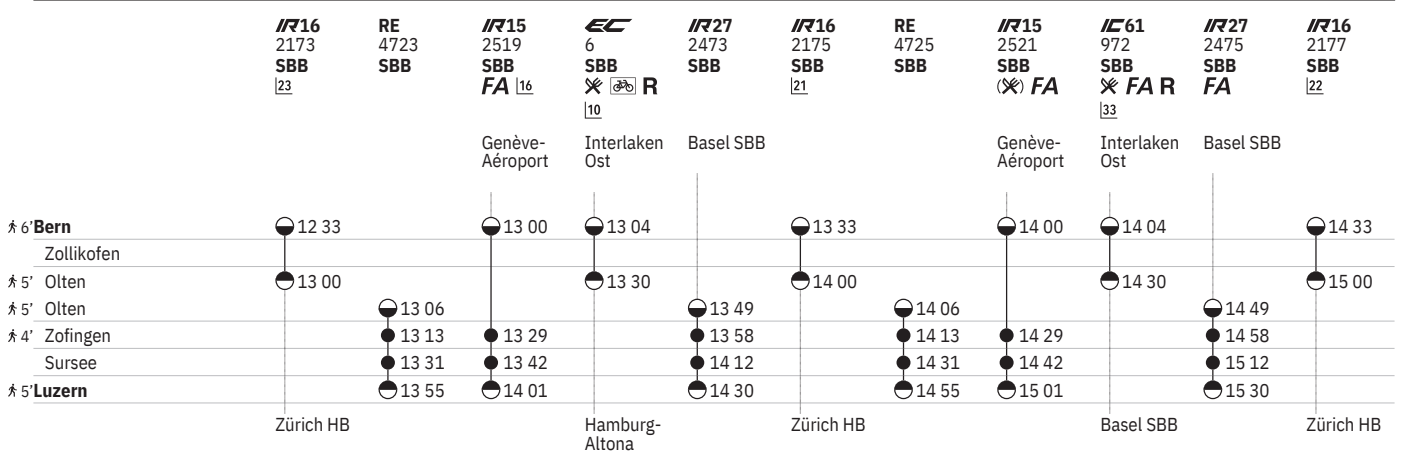 IR16 RE IR15 EC IR27 IR16 RE IR15 IC61 IR27 IR16
2173 4723 2519 6 2473 2175 4725 2521 972 2475 2177
SBB SBB SBB SBB SBB SBB SBB SBB SBB SBB SBB
23 FA 16 R 21 FA FA R FA 22
10 33
Genève- Interlaken Basel SBB Genève- Interlaken Basel SBB
Aéroport Ost Aéroport Ost
6' Bern 12 33 13 00 13 04 13 33 14 00 14 04 14 33
Zollikofen
5' Olten 13 00 13 30 14 00 14 30 15 00
5' Olten 13 06 13 49 14 06 14 49
4' Zofingen 13 13 13 29 13 58 14 13 14 29 14 58
Sursee 13 31 13 42 14 12 14 31 14 42 15 12
5' Luzern 13 55 14 01 14 30 14 55 15 01 15 30
Zürich HB Hamburg- Zürich HB Basel SBB Zürich HB
Altona